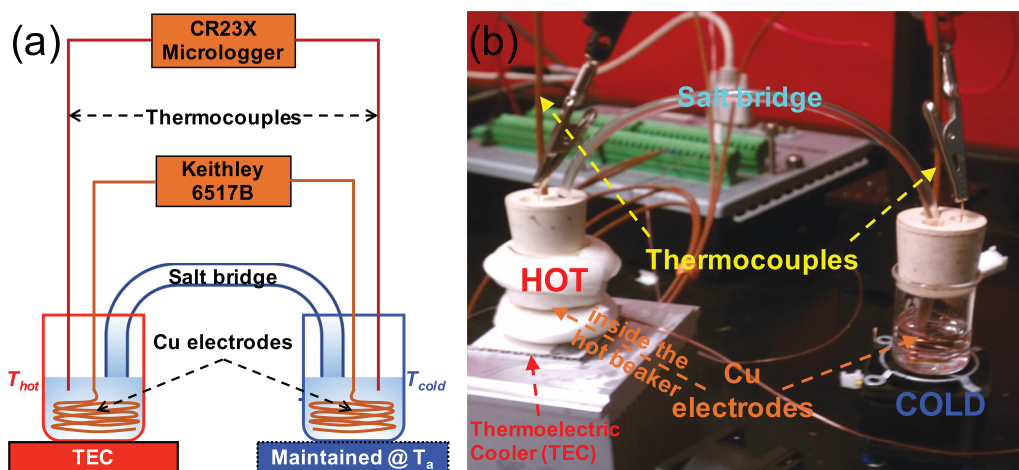 (a)
CR23X
Micrologger
Thermocouples
Keithley
6517B
Salt bridge
Cu electrodes
T_hot
T_cold
TEC
Maintained @ T_a
(b)
Salt bridge
Thermocouples
HOT
inside the
hot beaker
Cu
electrodes
COLD
Thermoelectric
Cooler (TEC)